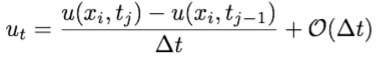 u_t = \frac{u(x_i, t_j) - u(x_i, t_{j-1})}{\Delta t} + \mathcal{O}(\Delta t)